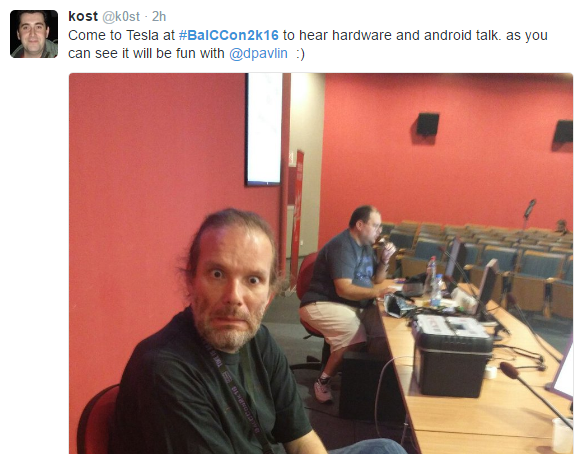 kost @k0st · 2h
Come to Tesla at #BalCCon2k16 to hear hardware and android talk. as you
can see it will be fun with @dpavlin :)